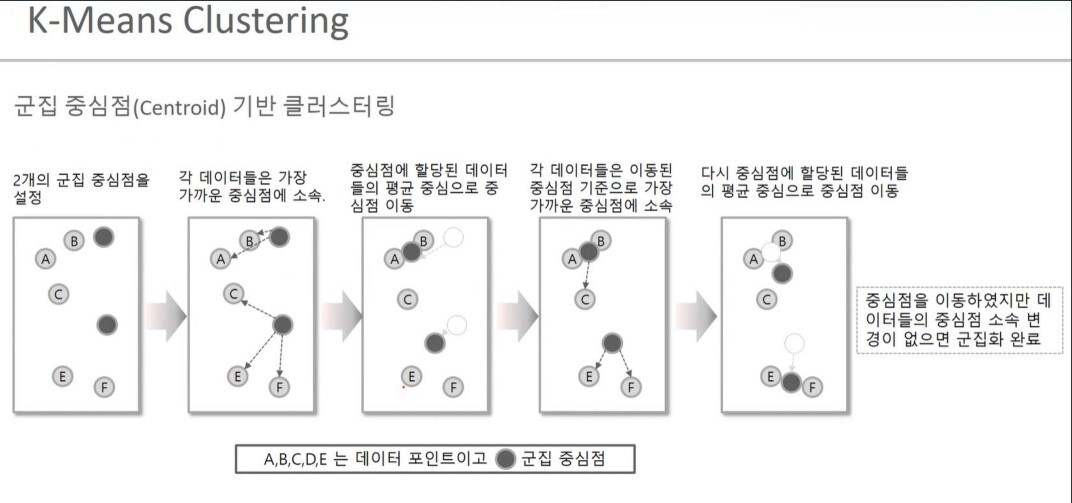 K-Means Clustering
군집 중심점(Centroid) 기반 클러스터링
2개의 군집 중심점을
설정
각 데이터들은 가장
가까운 중심점에 소속.
중심점에 할당된 데이터
들의 평균 중심으로 중
심점 이동
각 데이터들은 이동된
중심점 기준으로 가장
가까운 중심점에 소속
다시 중심점에 할당된 데이터들
의 평균 중심으로 중심점 이동
B
A
C
E
F
B
A
C
E
F
B
A
C
E
F
B
A
C
E
F
B
A
C
E
F
중심점을 이동하였지만 데
이터들의 중심점 소속 변
경이 없으면 군집화 완료
A,B,C,D,E 는 데이터 포인트이고 군집 중심점